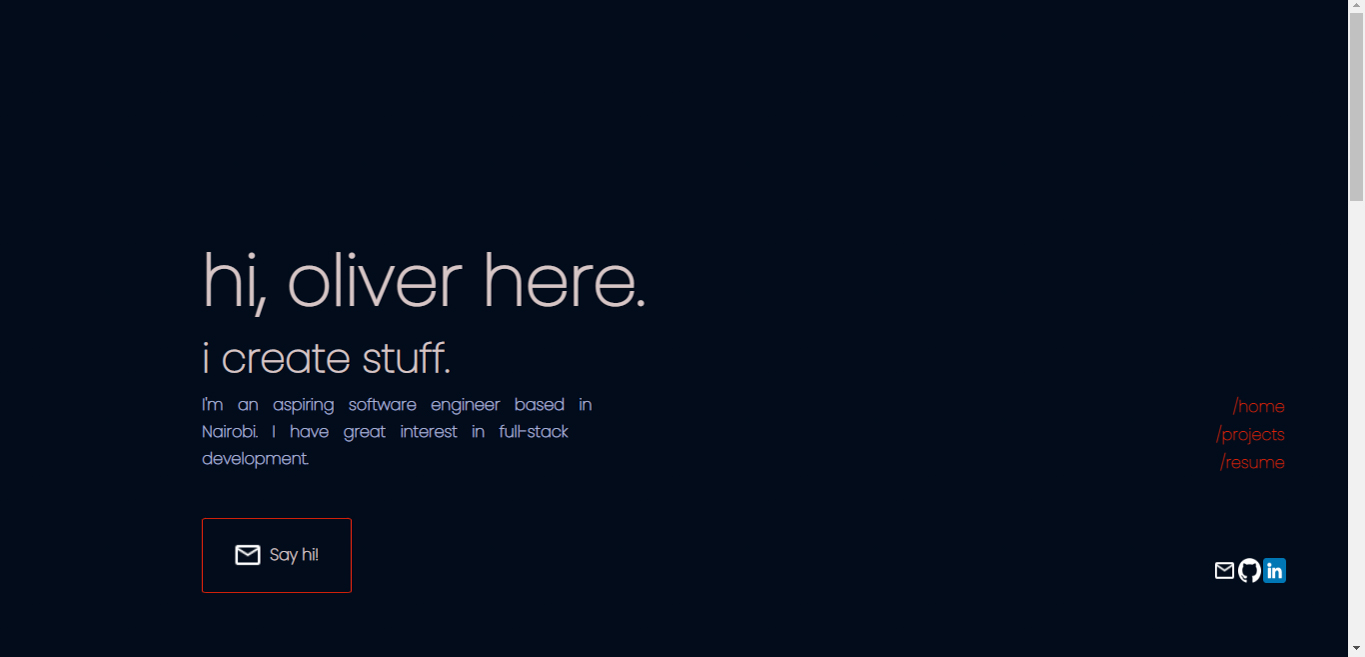 hi, oliver here.
i create stuff.
I'm an aspiring software engineer based in
Nairobi. I have great interest in full-stack
development.
/home
/projects
/resume
Say hi!
in